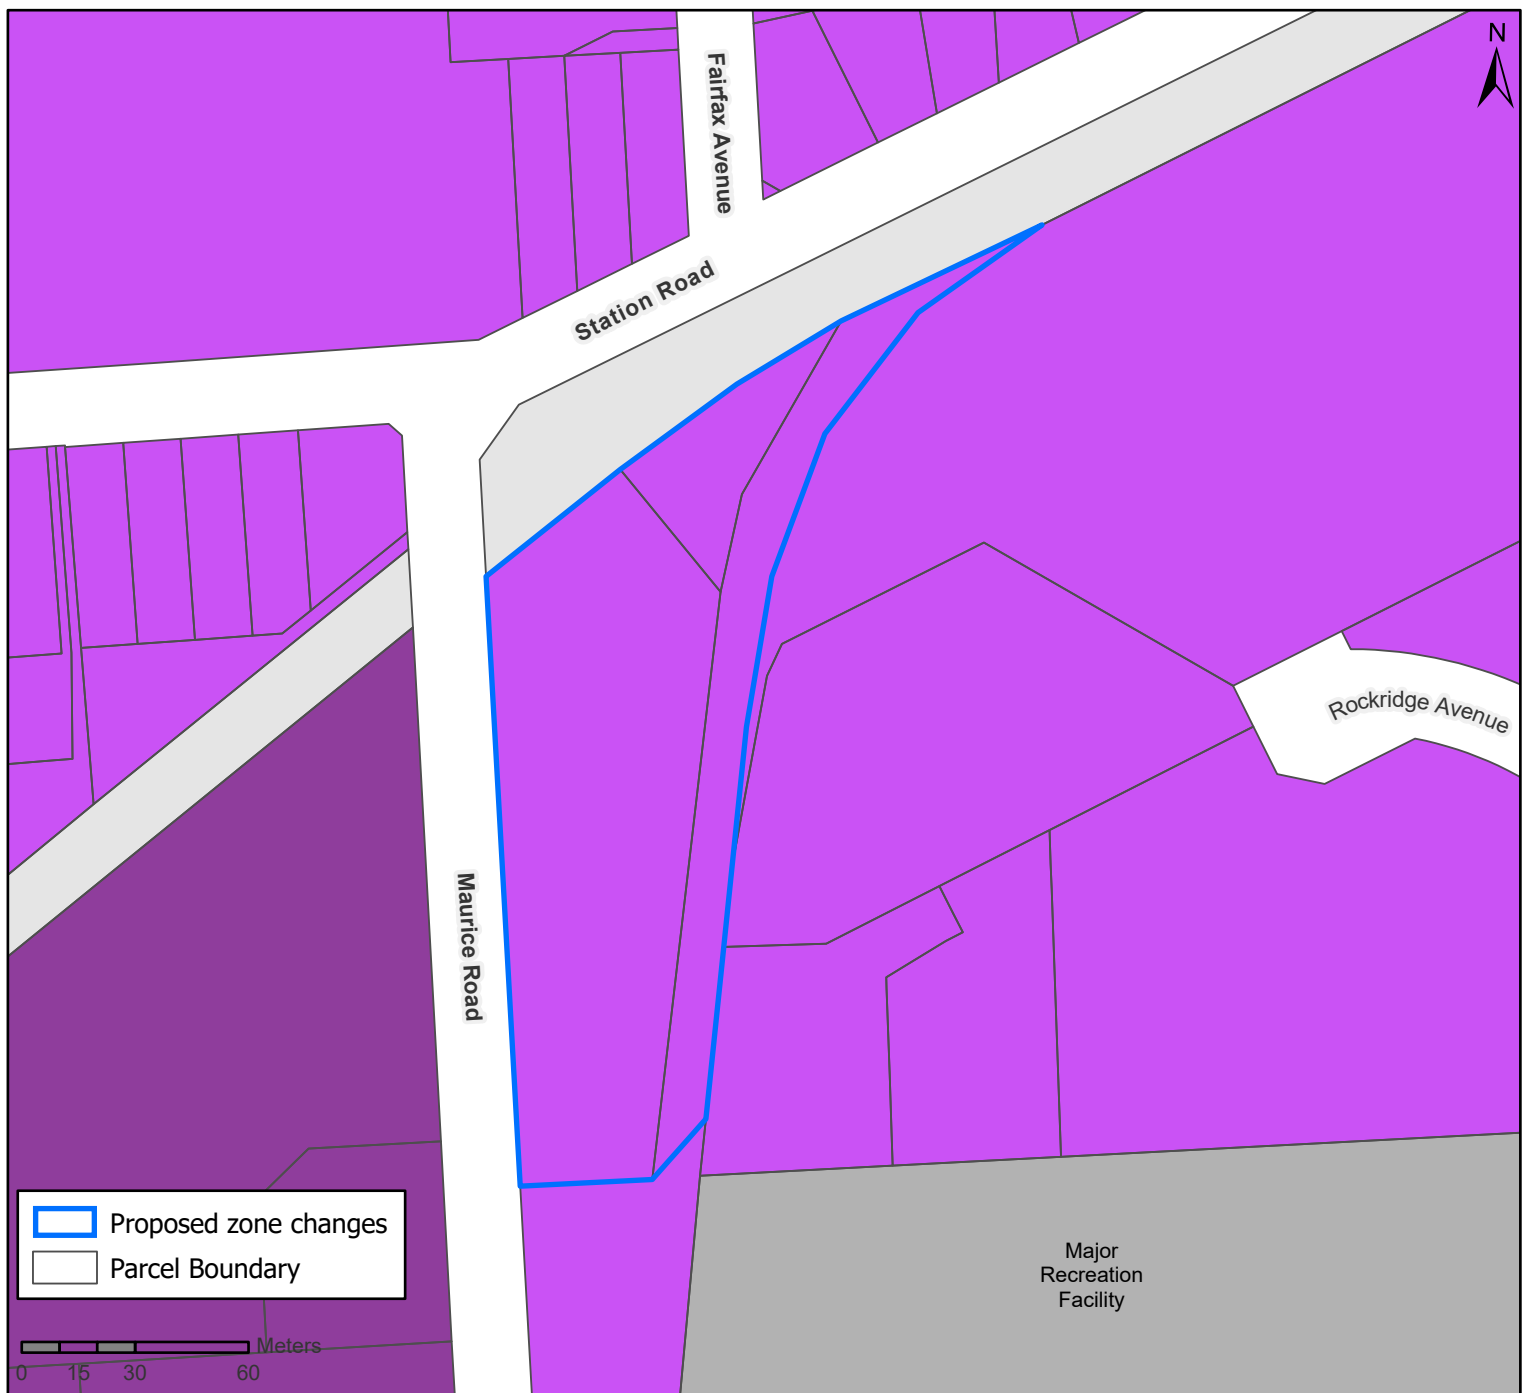 N
Fairfax Avenue
Station Road
Rockridge Avenue
Maurice Road
Proposed zone changes
Parcel Boundary
Major
Recreation
Facility
Meters
0 15 30 60